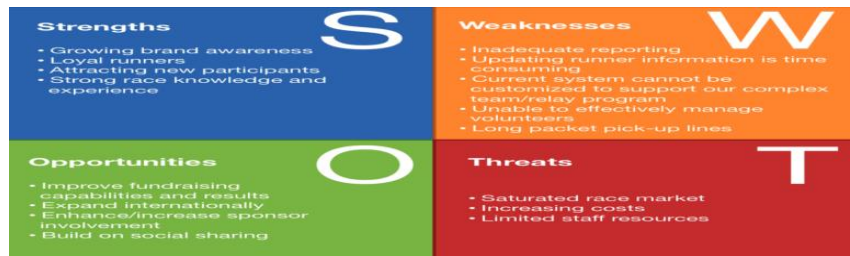 Strengths
S
• Growing brand awareness
• Loyal runners
• Attracting new participants
• Strong race knowledge and
experience
Weaknesses
W
• Inadequate reporting
• Updating runner information is time
consuming
• Current system cannot be
customized to support our complex
team/relay program
• Unable to effectively manage
volunteers
• Long packet pick-up lines
Opportunities
O
• Improve fundraising
capabilities and results
• Expand internationally
• Enhance/increase sponsor
involvement
• Build on social sharing
Threats
T
• Saturated race market
• Increasing costs
• Limited staff resources